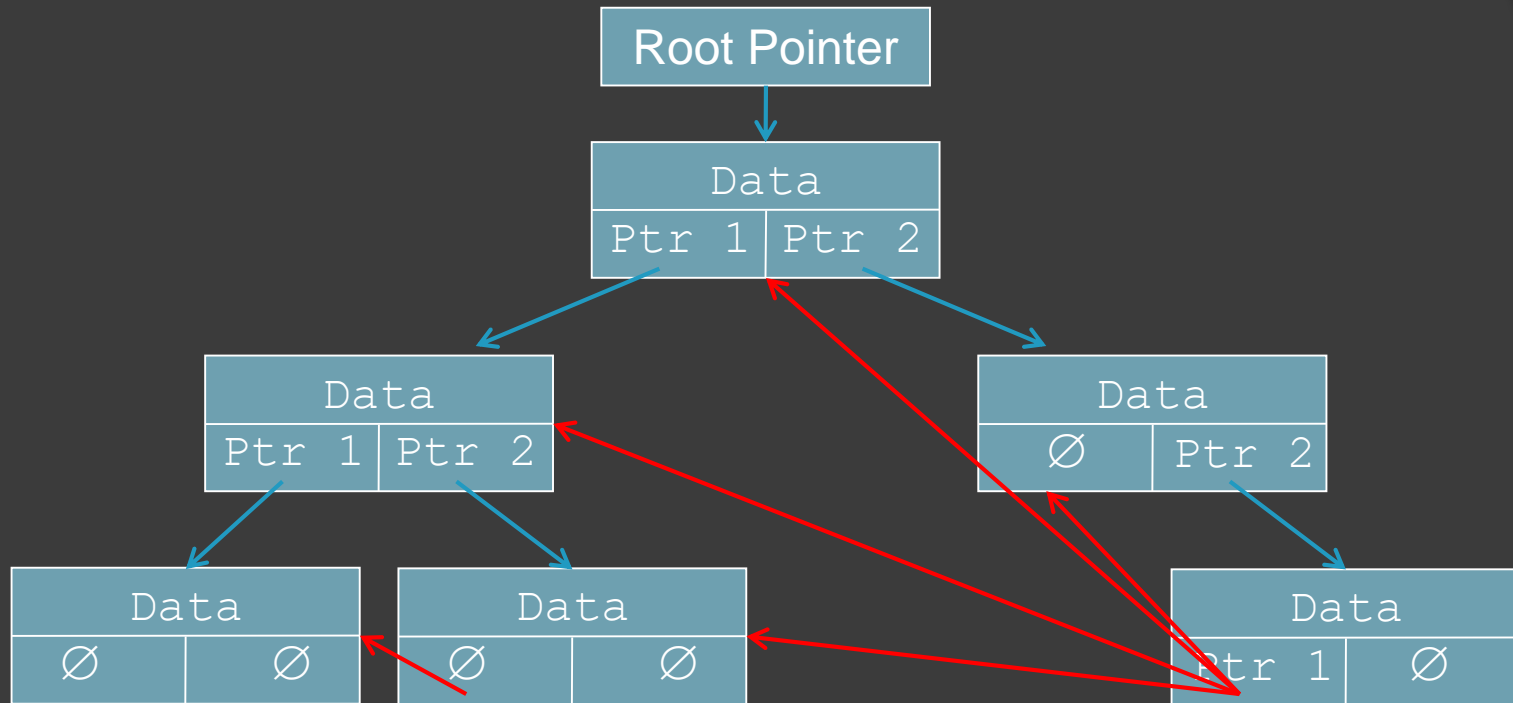 Root Pointer
Data
Ptr 1 Ptr 2
Data
Ptr 1 Ptr 2
Data
∅ Ptr 2
Data
∅ ∅
Data
∅ ∅
Data
Ptr 1 ∅